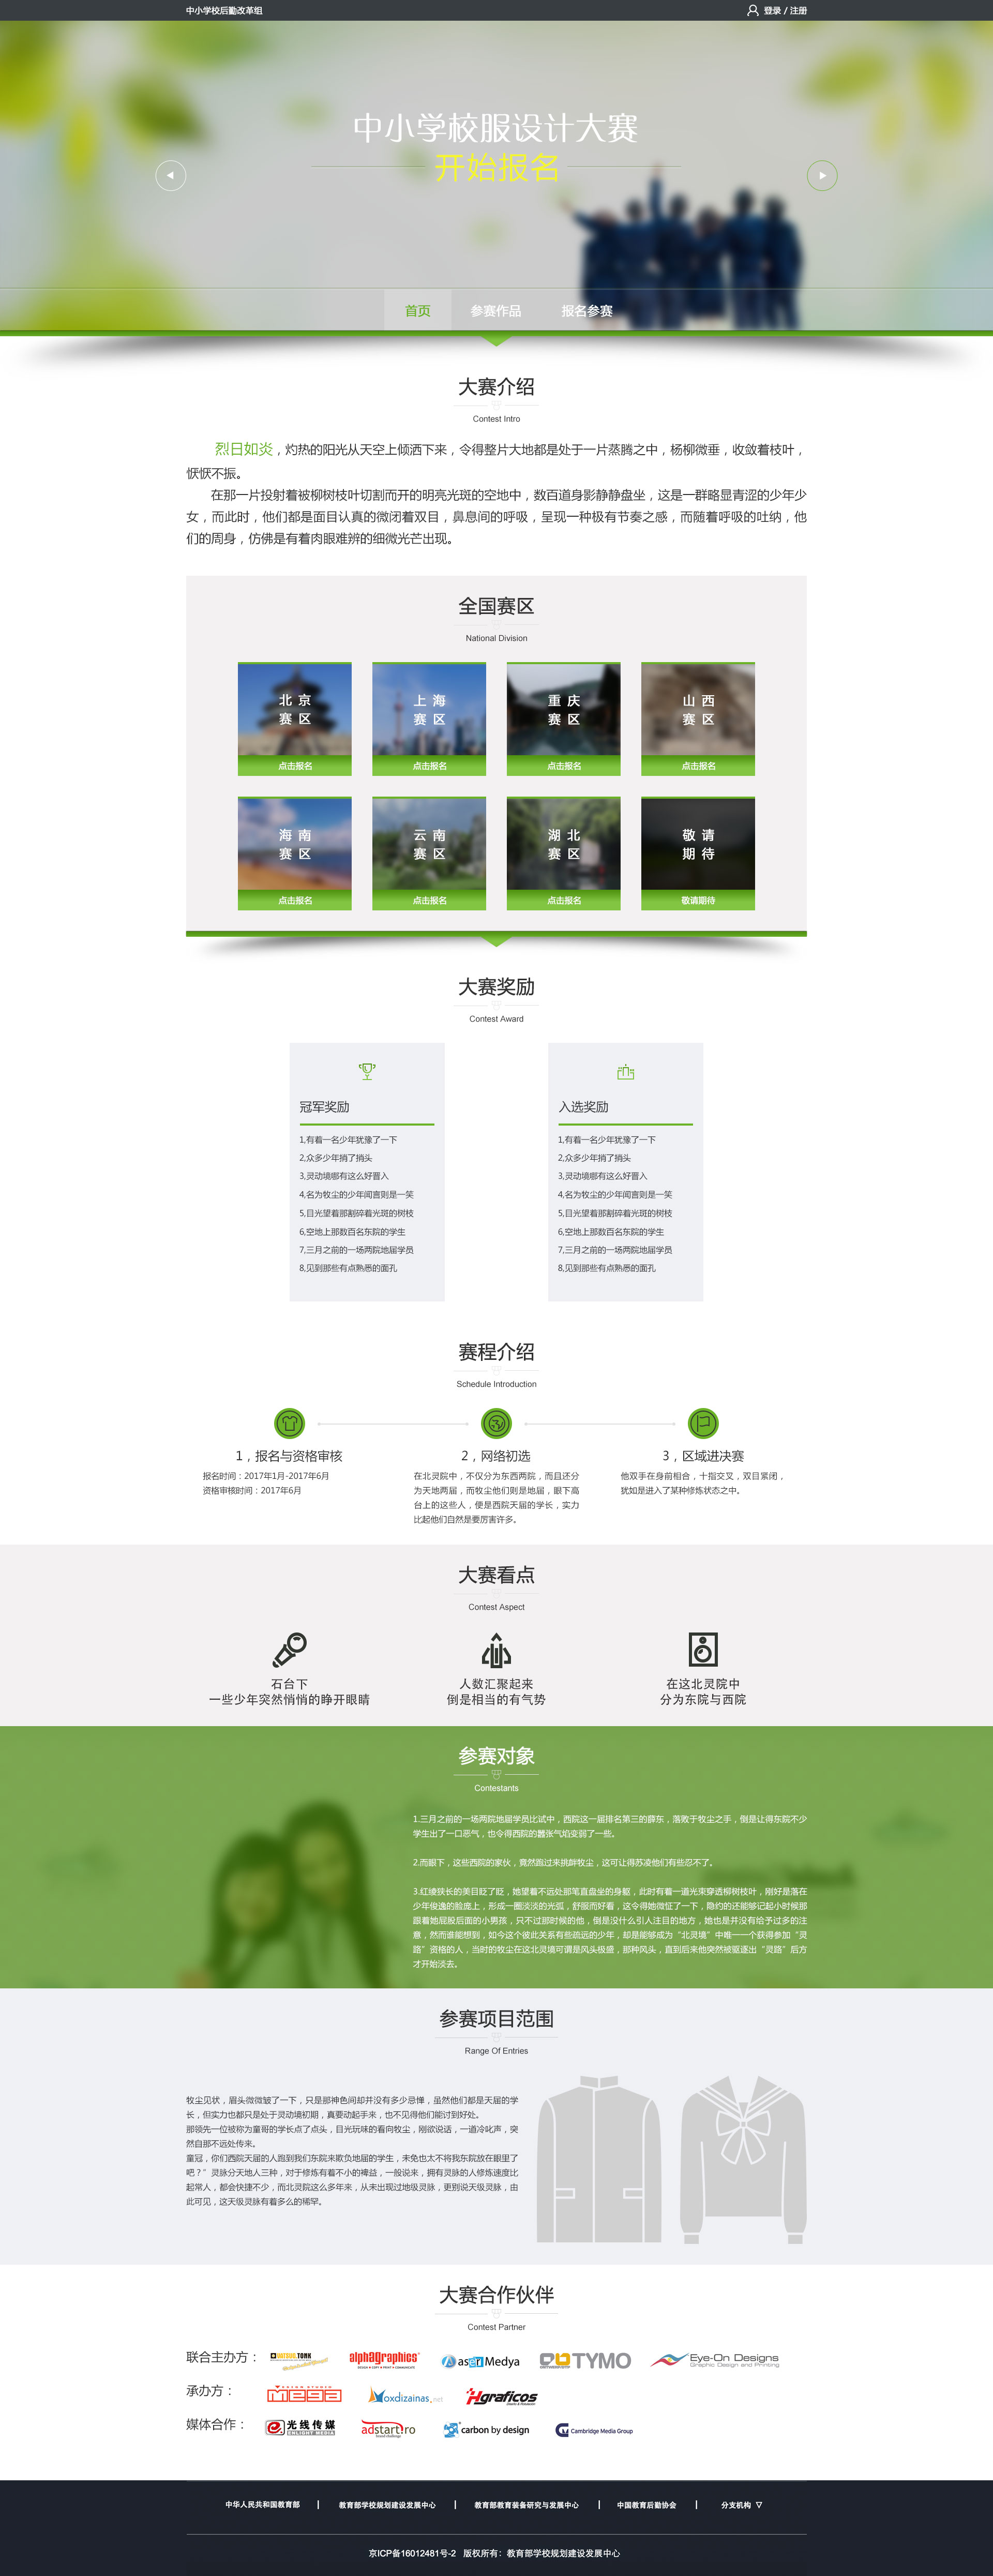 中小学校后勤改革组
登录 / 注册
中小学校服设计大赛
开始报名
首页 参赛作品 报名参赛
大赛介绍
Contest Intro
烈日如炎，灼热的阳光从天空上倾洒下来，令得整片大地都是处于一片蒸腾之中，杨柳微垂，收敛着枝叶，
恹恹不振。
在那一片投射着被柳树枝叶切割而开的明亮光斑的空地中，数百道身影静静盘坐，这是一群略显青涩的少年少
女，而此时，他们都是面目认真的微闭着双目，鼻息间的呼吸，呈现一种极有节奏之感，而随着呼吸的吐纳，他
们的周身，仿佛是有着肉眼难辨的细微光芒出现。
全国赛区
National Division
北京
赛区
点击报名
上海
赛区
点击报名
重庆
赛区
点击报名
山西
赛区
点击报名
海南
赛区
点击报名
云南
赛区
点击报名
湖北
赛区
点击报名
敬请
期待
敬请期待
大赛奖励
Contest Award
冠军奖励
1,有着一名少年犹豫了一下
2,众多少年捎了捎头
3,灵动境哪有这么好晋入
4,名为牧尘的少年闻言则是一笑
5,目光望着那割碎着光斑的树枝
6,空地上那数百名东院的学生
7,三月之前的一场两院地届学员
8,见到那些有点熟悉的面孔
入选奖励
1,有着一名少年犹豫了一下
2,众多少年捎了捎头
3,灵动境哪有这么好晋入
4,名为牧尘的少年闻言则是一笑
5,目光望着那割碎着光斑的树枝
6,空地上那数百名东院的学生
7,三月之前的一场两院地届学员
8,见到那些有点熟悉的面孔
赛程介绍
Schedule Introduction
1，报名与资格审核
报名时间：2017年1月-2017年6月
资格审核时间：2017年6月
2，网络初选
在北灵院中，不仅分为东西两院，而且还分
为天地两届，而牧尘他们则是地届，眼下高
台上的这些人，便是西院天届的学长，实力
比起他们自然是要厉害许多。
3，区域进决赛
他双手在身前相合，十指交叉，双目紧闭，
犹如是进入了某种修炼状态之中。
大赛看点
Contest Aspect
石台下
一些少年突然悄悄的睁开眼睛
人数汇聚起来
倒是相当的有气势
在这北灵院中
分为东院与西院
参赛对象
Contestants
1.三月之前的一场两院地届学员比试中，西院这一届排名第三的薛东，落败于牧尘之手，倒是让得东院不少
学生出了一口恶气，也令得西院的嚣张气焰变弱了一些。
2.而眼下，这些西院的家伙，竟然跑过来挑衅牧尘，这可让得苏凌他们有些忍不了。
3.红绫狭长的美目眨了眨，她望着不远处那笔直盘坐的身躯，此时有着一道光束穿透柳树枝叶，刚好是落在
少年俊逸的脸庞上，形成一圈淡淡的光弧，舒服而好看，这令得她微怔了一下，隐约的还能够记起小时候那
跟着她屁股后面的小男孩，只不过那时候的他，倒是没什么引人注目的地方，她也是并没有给予过多的注
意，然而谁能想到，如今这个彼此关系有些疏远的少年，却是能够成为“北灵境”中唯一一个获得参加“灵
路”资格的人，当时的牧尘在这北灵境可谓是风头极盛，那种风头，直到后来他突然被驱逐出“灵路”后方
才开始淡去。
参赛项目范围
Range Of Entries
牧尘见状，眉头微微皱了一下，只是那神色间却并没有多少忌惮，虽然他们都是天届的学
长，但实力也都只是处于灵动境初期，真要动起手来，也不见得他们能讨到好处。
那领先一位被称为童哥的学长点了点头，目光玩味的看向牧尘，刚欲说话，一道冷叱声，突
然自那不远处传来。
童冠，你们西院天届的人跑到我们东院来欺负地届的学生，未免也太不将我东院放在眼里了
吧？”灵脉分天地人三种，对于修炼有着不小的裨益，一般说来，拥有灵脉的人修炼速度比
起常人，都会快捷不少，而北灵院这么多年来，从未出现过地级灵脉，更别说天级灵脉，由
此可见，这天级灵脉有着多么的稀罕。
大赛合作伙伴
Contest Partner
联合主办方：
alphagraphics
DESIGN • COPY • PRINT • COMMUNICATE
Medya
TYMO
Eye-On Designs
Graphic Design and Printing
承办方：
oxdizainas.net
Hgraficos
媒体合作：
光线传媒
ENLIGHT MEDIA
adstart.ro
carbon by design
Cambridge Media Group
中华人民共和国教育部 | 教育部学校规划建设发展中心 | 教育部教育装备研究与发展中心 | 中国教育后勤协会 | 分支机构 ▽
京ICP备16012481号-2 版权所有：教育部学校规划建设发展中心